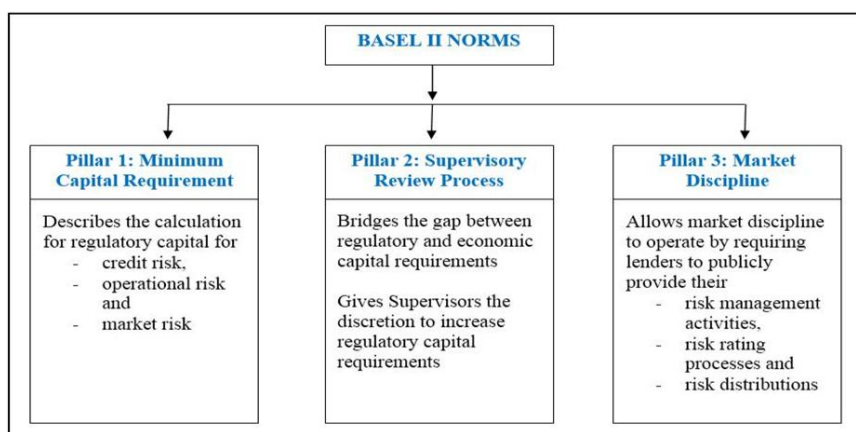 BASEL II NORMS
Pillar 1: Minimum
Capital Requirement
Describes the calculation
for regulatory capital for
- credit risk,
- operational risk
and
- market risk
Pillar 2: Supervisory
Review Process
Bridges the gap between
regulatory and economic
capital requirements
Gives Supervisors the
discretion to increase
regulatory capital
requirements
Pillar 3: Market
Discipline
Allows market discipline
to operate by requiring
lenders to publicly
provide their
- risk management
activities,
- risk rating
processes and
- risk distributions